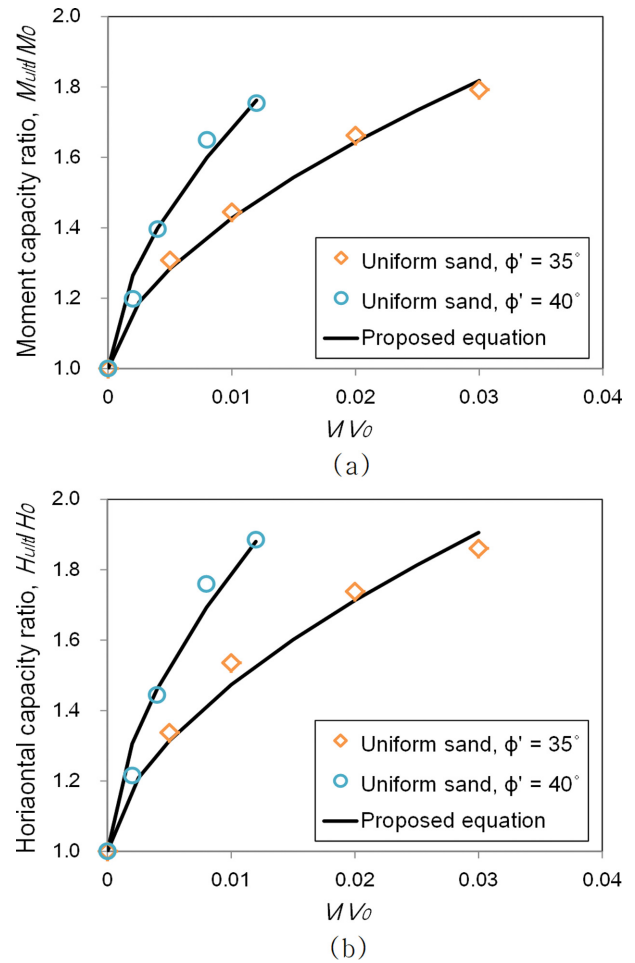 2.0
1.8
1.6
1.4
1.2
1.0
Moment capacity ratio, Mult/Mo
Uniform sand, ϕ' = 35°
Uniform sand, ϕ' = 40°
Proposed equation
0 0.01 0.02 0.03 0.04
V/V0
(a)
2.0
1.8
1.6
1.4
1.2
1.0
Horiaontal capacity ratio, Hult/Ho
Uniform sand, ϕ' = 35°
Uniform sand, ϕ' = 40°
Proposed equation
0 0.01 0.02 0.03 0.04
V/V0
(b)